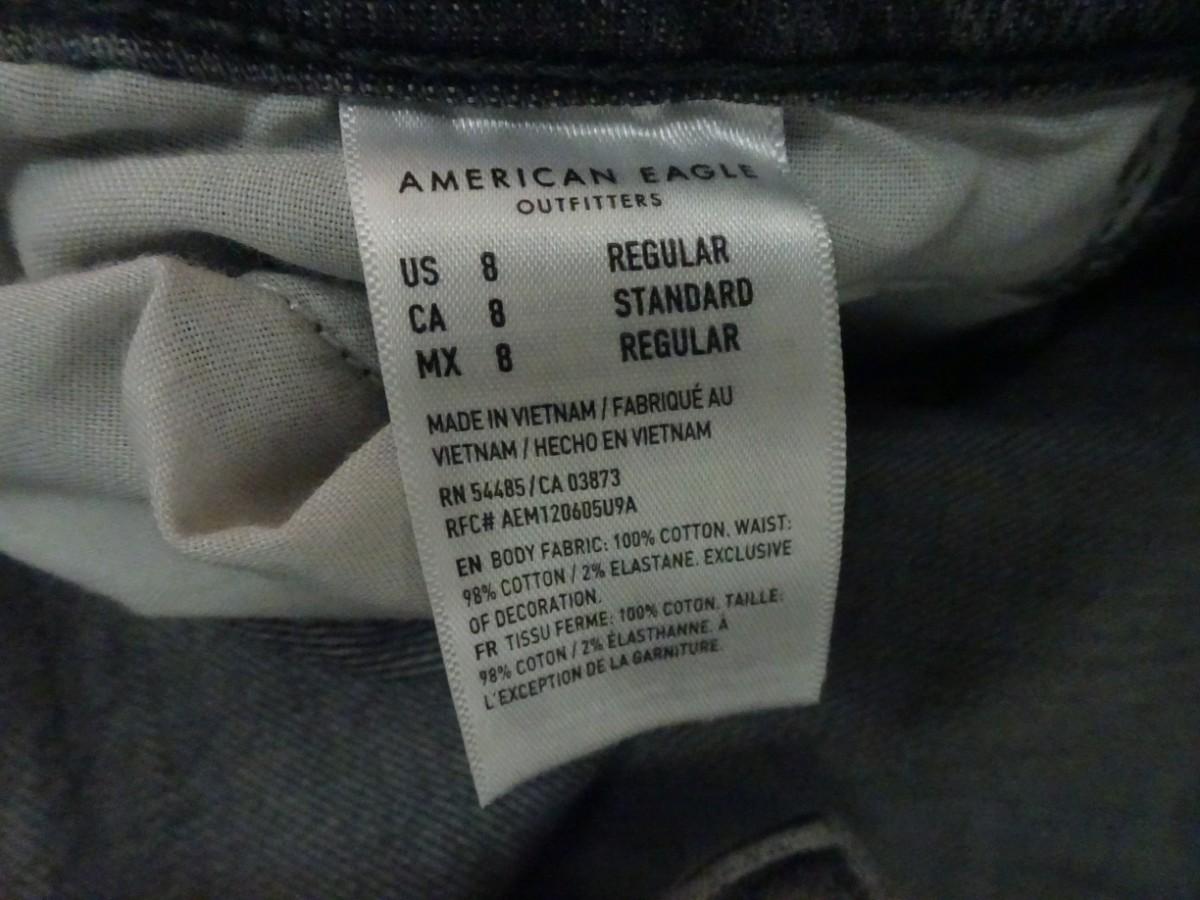 AMERICAN EAGLE
OUTFITTERS
US 8 REGULAR
CA 8 STANDARD
MX 8 REGULAR
MADE IN VIETNAM / FABRIQUÉ AU
VIETNAM / HECHO EN VIETNAM
RN 54485 / CA 03873
RFC# AEM120605U9A
EN BODY FABRIC: 100% COTTON. WAIST:
98% COTTON / 2% ELASTANE. EXCLUSIVE
OF DECORATION.
FR TISSU FERME: 100% COTON. TAILLE:
98% COTON / 2% ÉLASTHANNE. À
L'EXCEPTION DE LA GARNITURE.